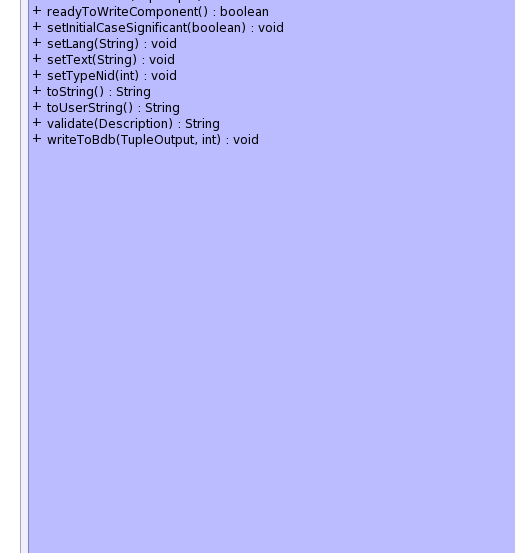 + readyToWriteComponent() : boolean
+ setInitialCaseSignificant(boolean) : void
+ setLang(String) : void
+ setText(String) : void
+ setTypeNid(int) : void
+ toString() : String
+ toUserString() : String
+ validate(Description) : String
+ writeToBdb(TupleOutput, int) : void